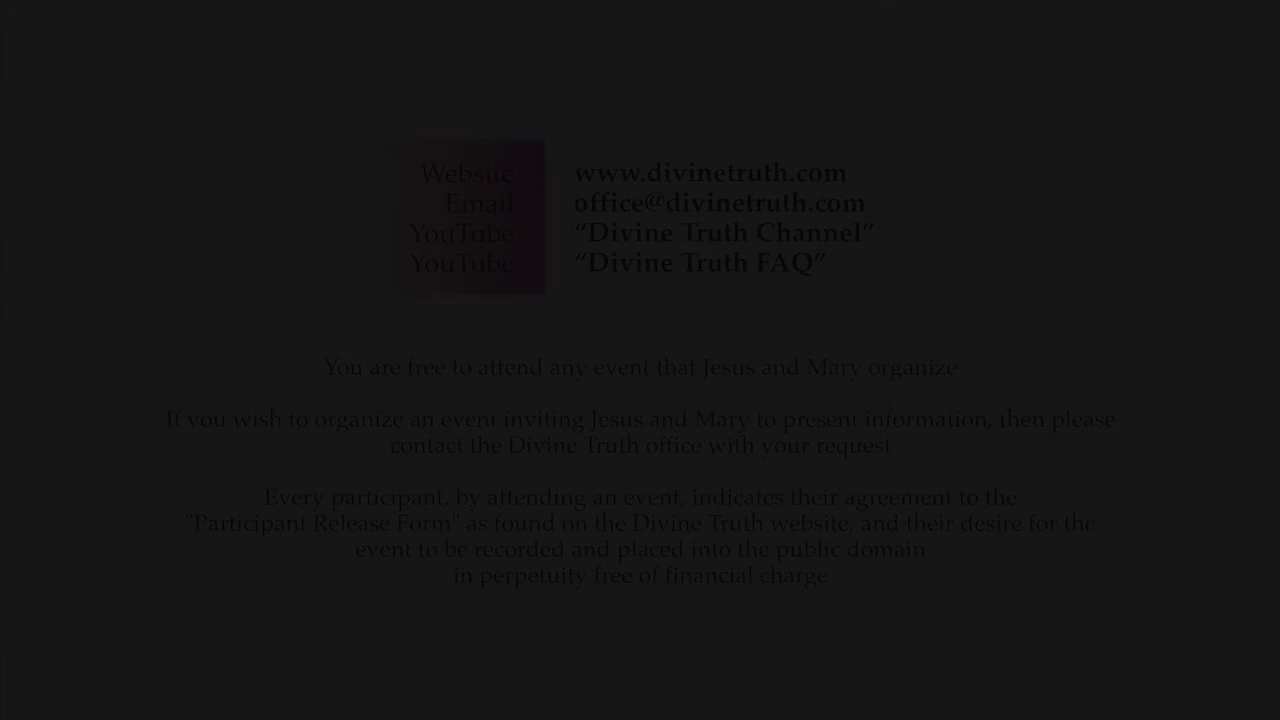 Website www.divinetruth.com
Email office@divinetruth.com
YouTube “Divine Truth Channel”
YouTube “Divine Truth FAQ”
You are free to attend any event that Jesus and Mary organize
If you wish to organize an event inviting Jesus and Mary to present information, then please
contact the Divine Truth office with your request
Every participant, by attending an event, indicates their agreement to the
"Participant Release Form" as found on the Divine Truth website, and their desire for the
event to be recorded and placed into the public domain
in perpetuity free of financial charge